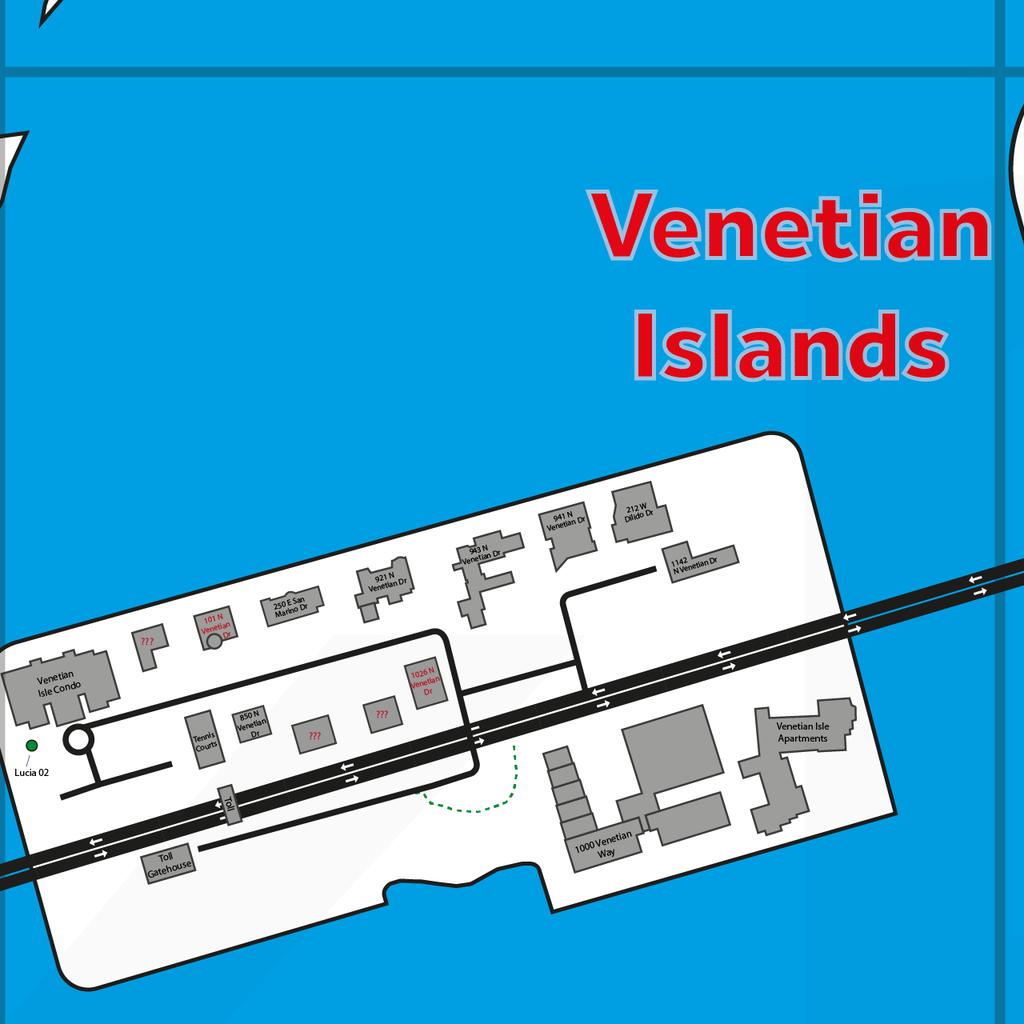 Venetian
Islands
941 N
Venetian Dr
212 W
Dilido Dr
943 N
Venetian Dr
1142
N Venetian Dr
921 N
Venetian Dr
250 E San
Marino Dr
101 N
Venetian
Dr
???
Venetian
Isle Condo
1026 N
Venetian
Dr
???
???
850 N
Venetian
Dr
Tennis
Courts
Lucia 02
Toll
Toll
Gatehouse
Venetian Isle
Apartments
1000 Venetian
Way